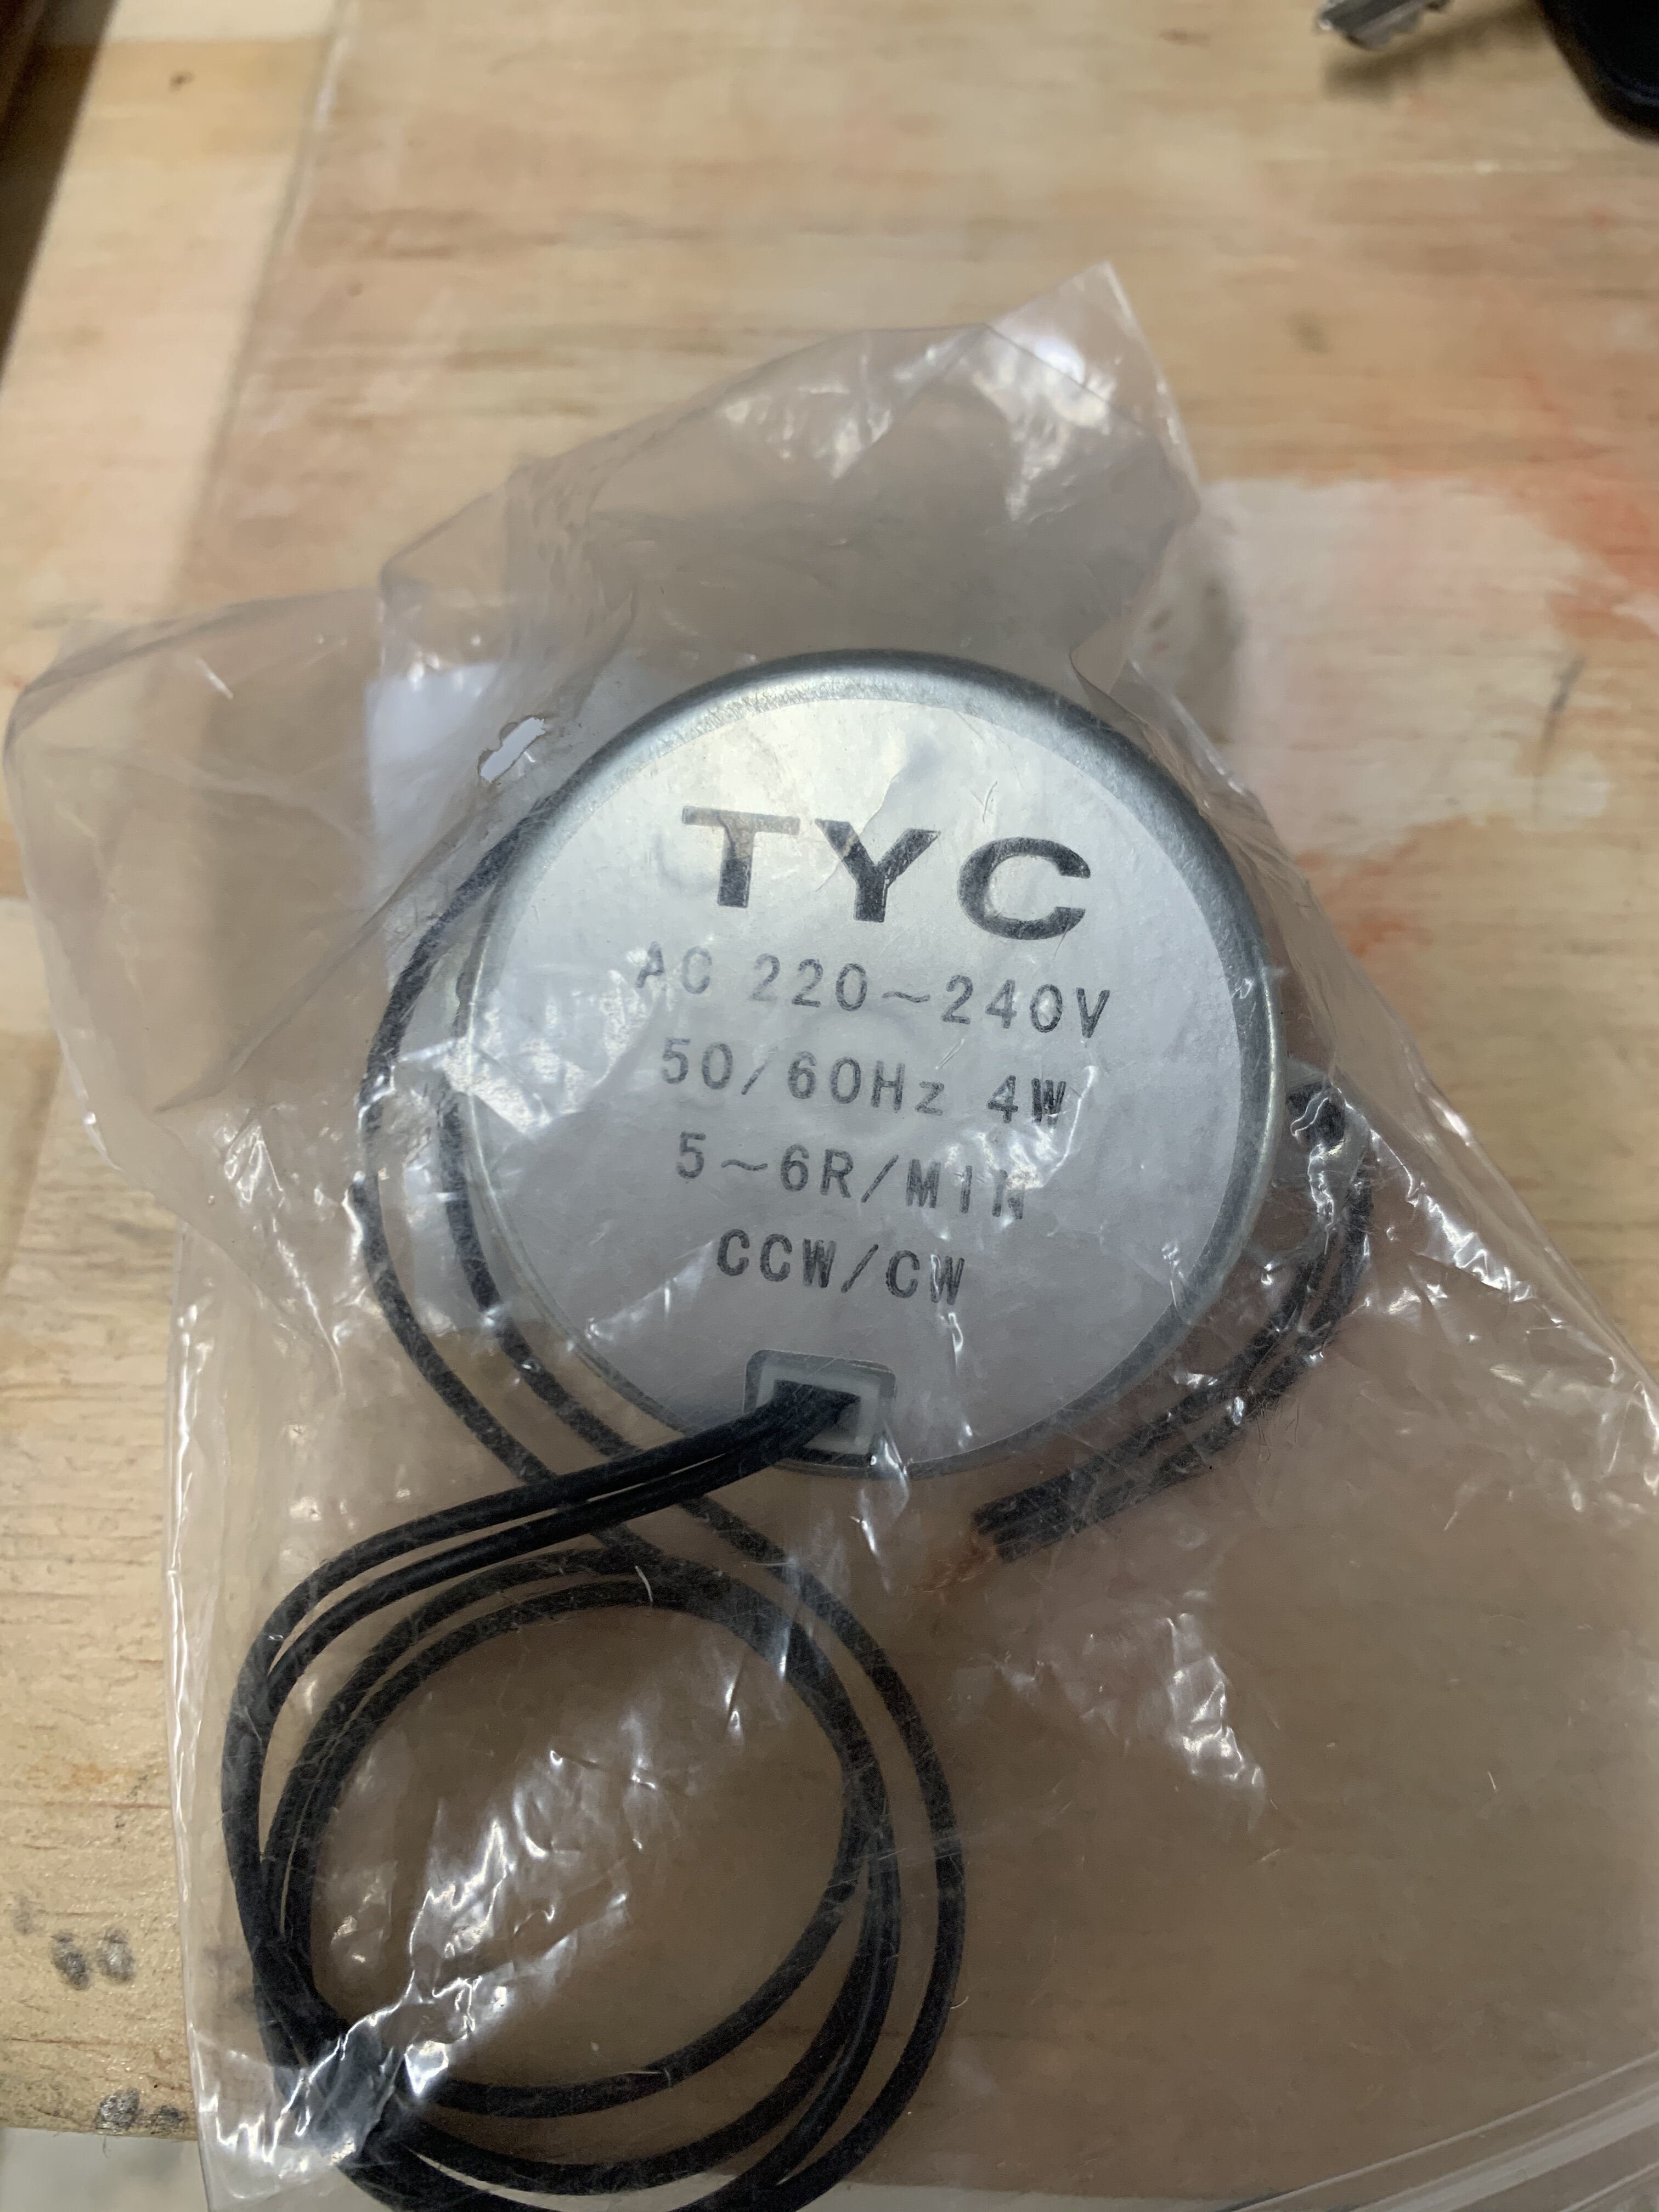 TYC
AC 220~240V
50/60Hz 4W
5~6R/MIN
CCW/CW